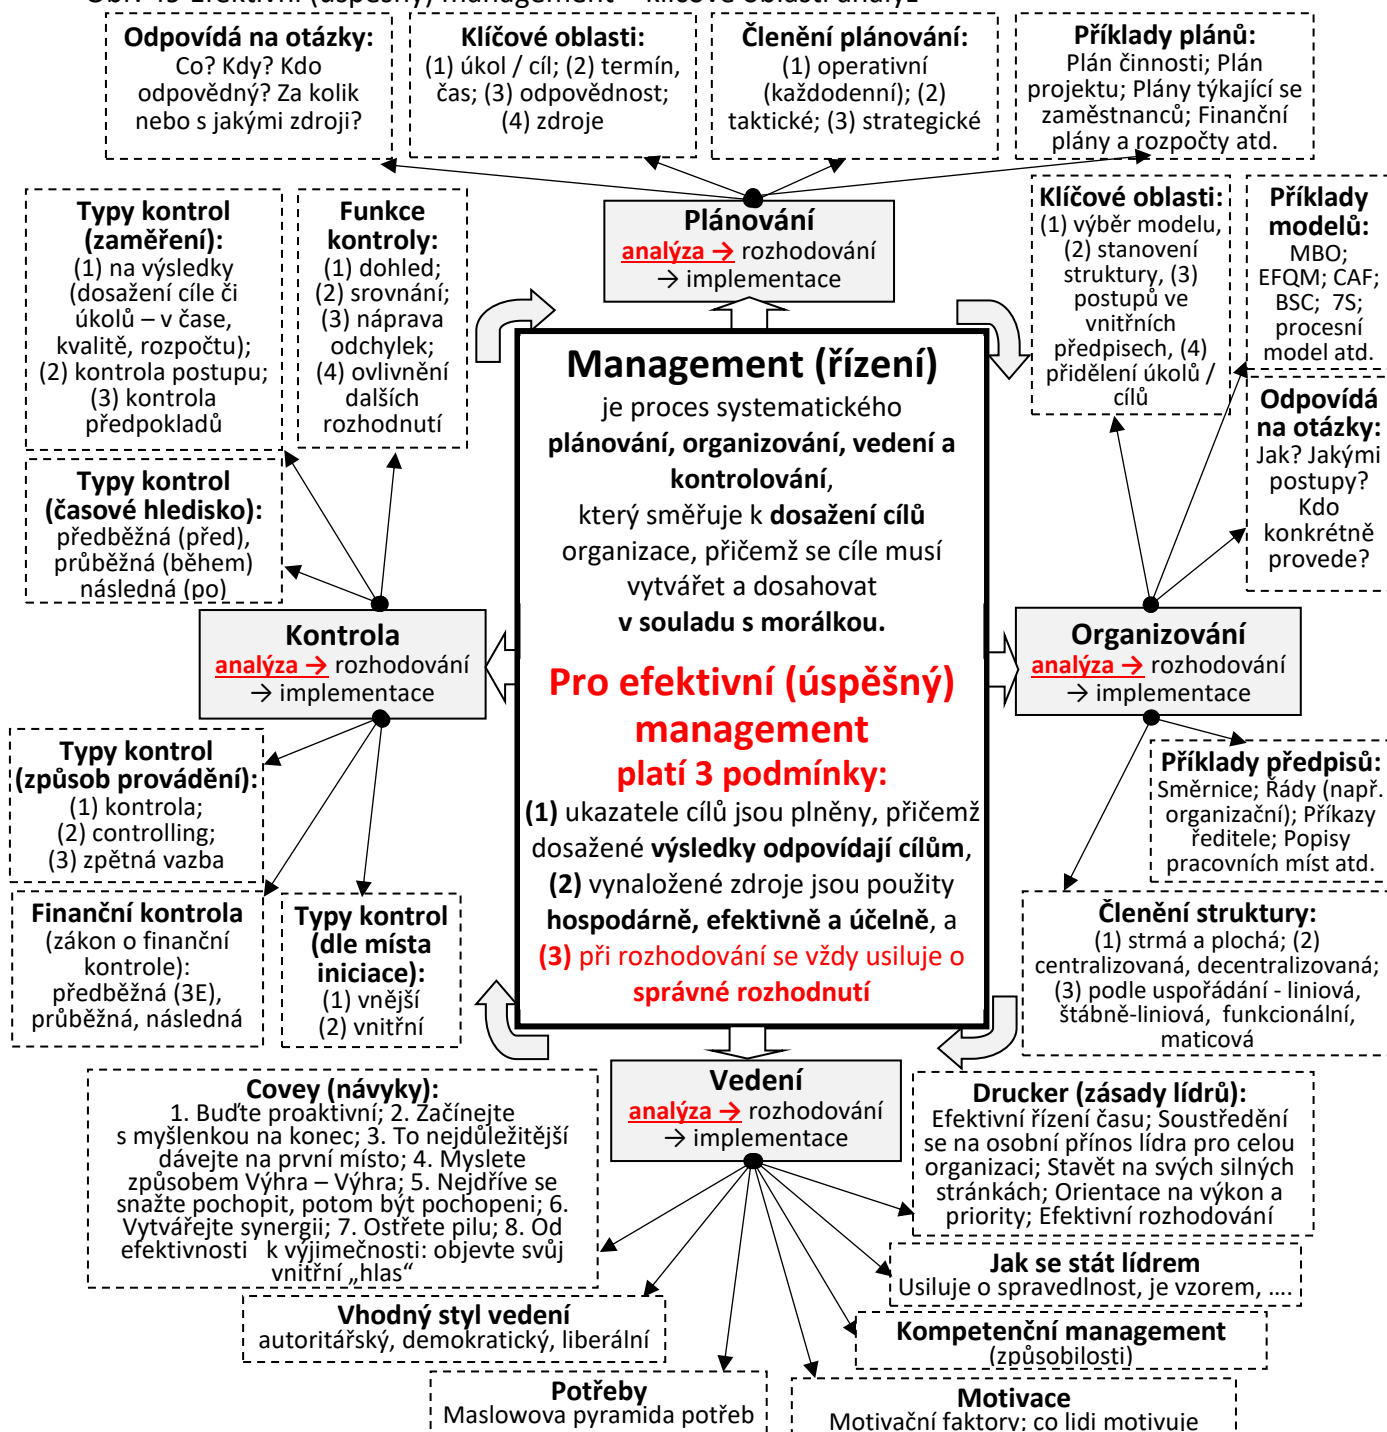 Odpovídá na otázky:
Co? Kdy? Kdo
odpovědný? Za kolik
nebo s jakými zdroji?
Klíčové oblasti:
(1) úkol / cíl; (2) termín,
čas; (3) odpovědnost;
(4) zdroje
Členění plánování:
(1) operativní
(každodenní); (2)
taktické; (3) strategické
Příklady plánů:
Plán činnosti; Plán
projektu; Plány týkající se
zaměstnanců; Finanční
plány a rozpočty atd.
Typy kontrol
(zaměření):
(1) na výsledky
(dosažení cíle či
úkolů – v čase,
kvalitě, rozpočtu);
(2) kontrola postupu;
(3) kontrola
předpokladů
Funkce
kontroly:
(1) dohled;
(2) srovnání;
(3) náprava
odchylek;
(4) ovlivnění
dalších
rozhodnutí
Plánování
analýza → rozhodování
→ implementace
Klíčové oblasti:
(1) výběr modelu,
(2) stanovení
struktury, (3)
postupů ve
vnitřních
předpisech, (4)
přidělení úkolů /
cílů
Příklady
modelů:
MBO;
EFQM; CAF;
BSC; 7S;
procesní
model atd.
Odpovídá
na otázky:
Jak? Jakými
postupy?
Kdo
konkrétně
provede?
Typy kontrol
(časové hledisko):
předběžná (před),
průběžná (během)
následná (po)
Management (řízení)
je proces systematického
plánování, organizování, vedení a
kontrolování,
který směřuje k dosažení cílů
organizace, přičemž se cíle musí
vytvářet a dosahovat
v souladu s morálkou.
Pro efektivní (úspěšný)
management
platí 3 podmínky:
(1) ukazatele cílů jsou plněny, přičemž
dosažené výsledky odpovídají cílům,
(2) vynaložené zdroje jsou použity
hospodárně, efektivně a účelně, a
(3) při rozhodování se vždy usiluje o
správné rozhodnutí
Kontrola
analýza → rozhodování
→ implementace
Organizování
analýza → rozhodování
→ implementace
Typy kontrol
(způsob provádění):
(1) kontrola;
(2) controlling;
(3) zpětná vazba
Finanční kontrola
(zákon o finanční
kontrole):
předběžná (3E),
průběžná, následná
Typy kontrol
(dle místa
iniciace):
(1) vnější
(2) vnitřní
Příklady předpisů:
Směrnice; Řády (např.
organizační); Příkazy
ředitele; Popisy
pracovních míst atd.
Členění struktury:
(1) strmá a plochá; (2)
centralizovaná, decentralizovaná;
(3) podle uspořádání - liniová,
štábně-liniová, funkcionální,
maticová
Vedení
analýza → rozhodování
→ implementace
Covey (návyky):
1. Buďte proaktivní; 2. Začínejte
s myšlenkou na konec; 3. To nejdůležitější
dávejte na první místo; 4. Myslete
způsobem Výhra – Výhra; 5. Nejdříve se
snažte pochopit, potom být pochopeni; 6.
Vytvářejte synergii; 7. Ostřete pilu; 8. Od
efektivnosti k výjimečnosti: objevte svůj
vnitřní „hlas“
Drucker (zásady lídrů):
Efektivní řízení času; Soustředění
se na osobní přínos lídra pro celou
organizaci; Stavět na svých silných
stránkách; Orientace na výkon a
priority; Efektivní rozhodování
Jak se stát lídrem
Usiluje o spravedlnost, je vzorem, ....
Vhodný styl vedení
autoritářský, demokratický, liberální
Kompetenční management
(způsobilosti)
Potřeby
Maslowova pyramida potřeb
Motivace
Motivační faktory; co lidi motivuje